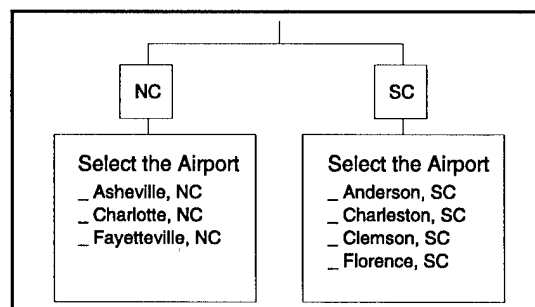 NC
SC
Select the Airport
_ Asheville, NC
_ Charlotte, NC
_ Fayetteville, NC
Select the Airport
_ Anderson, SC
_ Charleston, SC
_ Clemson, SC
_ Florence, SC